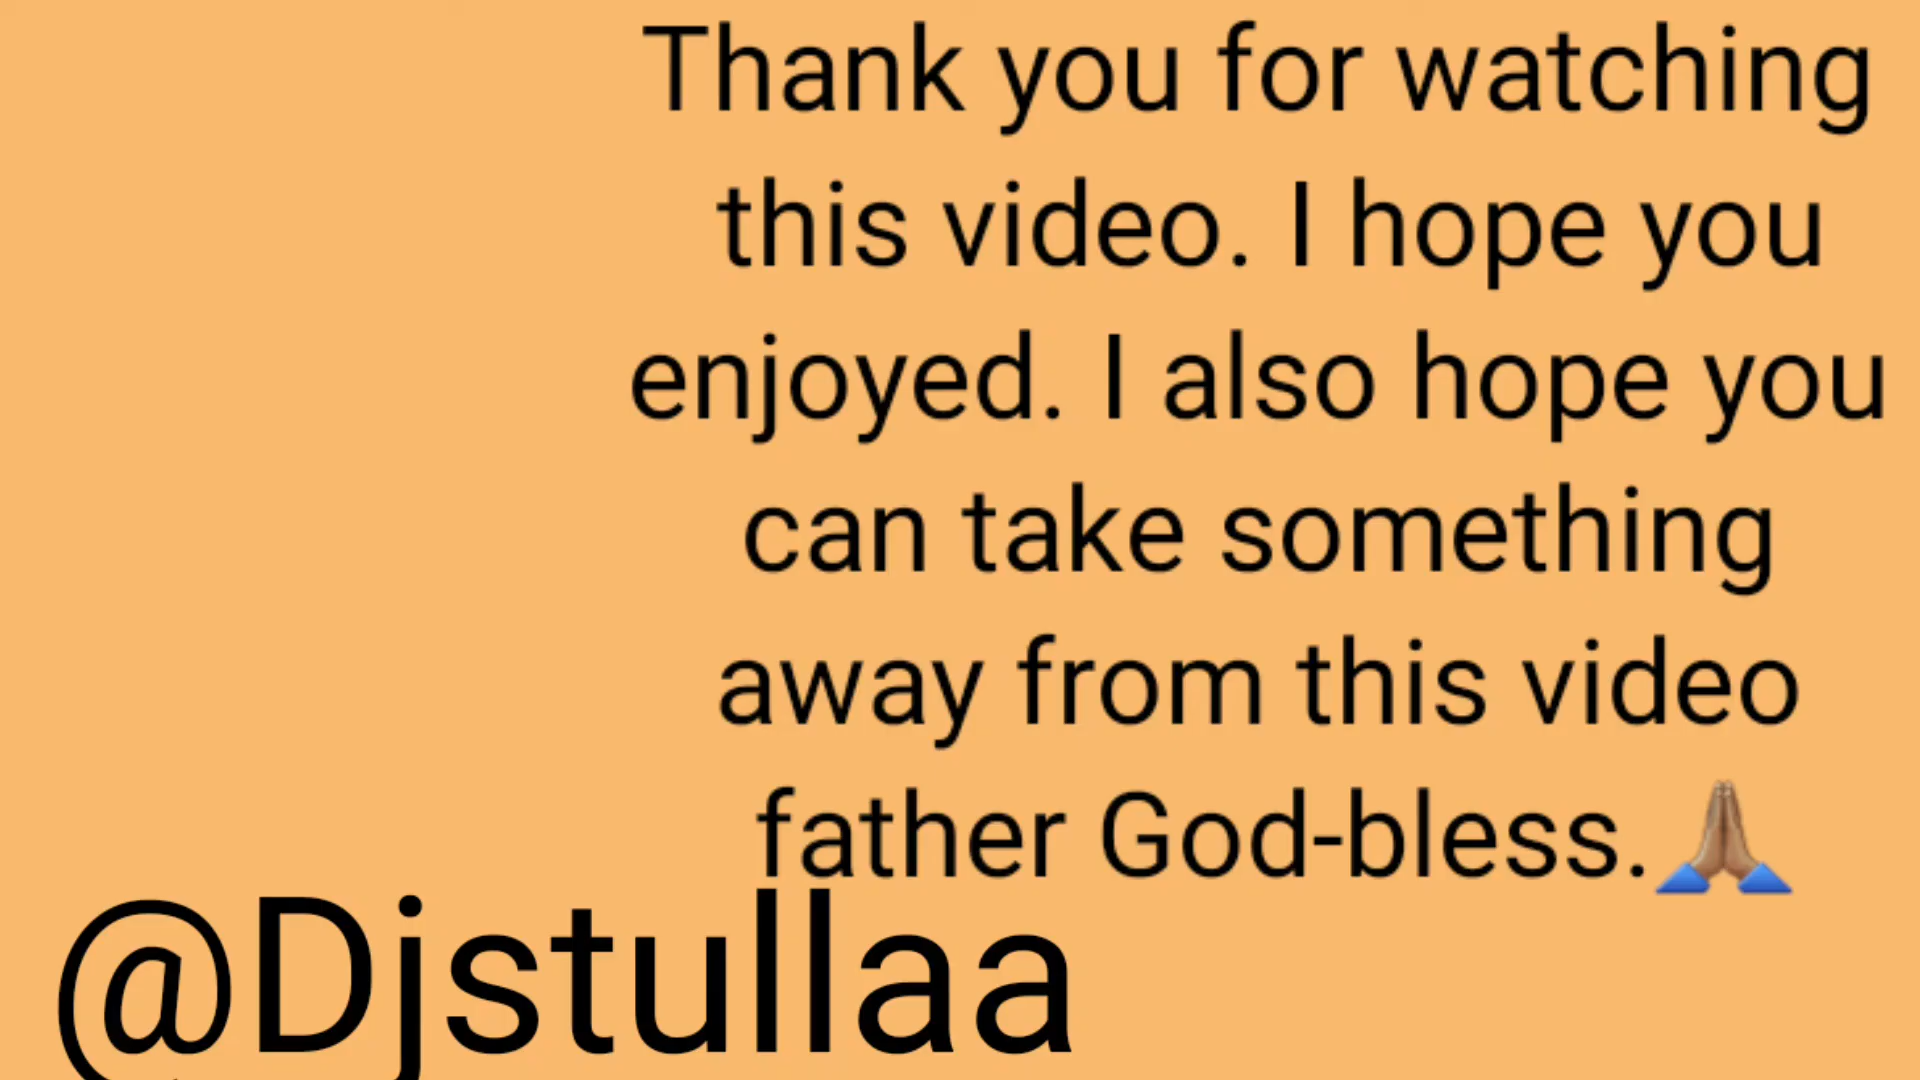 Thank you for watching
this video. I hope you
enjoyed. I also hope you
can take something
away from this video
father God-bless.🙏🏽
@Djstullaa